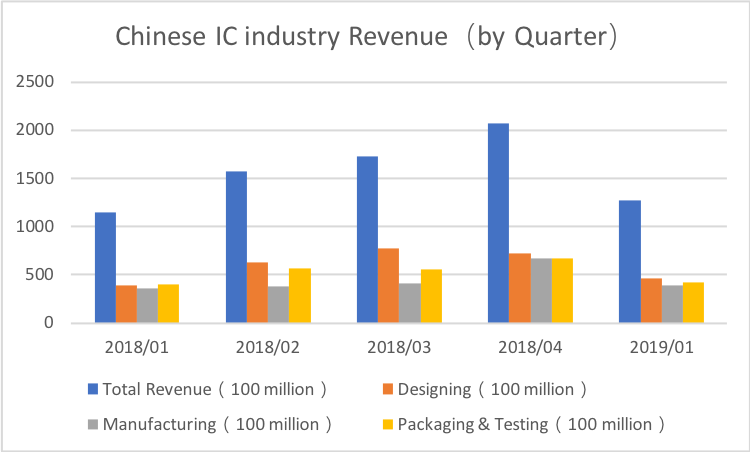 Chinese IC industry Revenue（by Quarter）
2500
2000
1500
1000
500
0
2018/01 2018/02 2018/03 2018/04 2019/01
Total Revenue（100 million） Designing（100 million）
Manufacturing（100 million） Packaging & Testing（100 million）